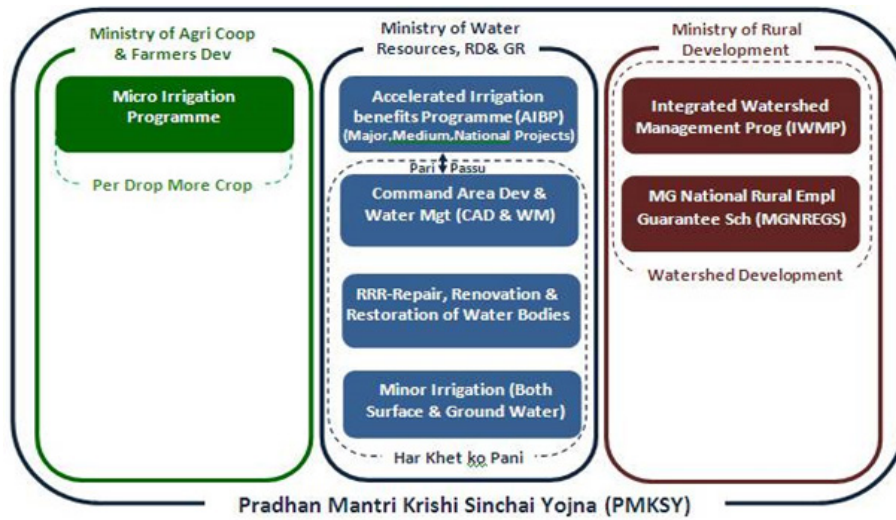 Ministry of Agri Coop
& Farmers Dev
Micro Irrigation
Programme
Per Drop More Crop
Ministry of Water
Resources, RD& GR
Accelerated Irrigation
benefits Programme(AIBP)
(Major.Medium,National Projects)
Pari Passu
Command Area Dev &
Water Mgt (CAD & WM)
RRR-Repair, Renovation &
Restoration of Water Bodies
Minor Irrigation (Both
Surface & Ground Water)
Har Khet ko Pani
Ministry of Rural
Development
Integrated Watershed
Management Prog (IWMP)
MG National Rural Empl
Guarantee Sch (MGNREGS)
Watershed Development
Pradhan Mantri Krishi Sinchai Yojna (PMKSY)